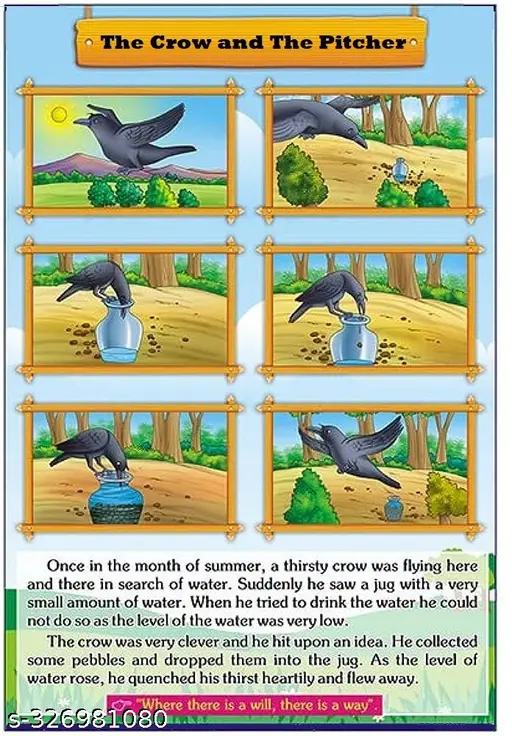 The Crow and The Pitcher
Once in the month of summer, a thirsty crow was flying here
and there in search of water. Suddenly he saw a jug with a very
small amount of water. When he tried to drink the water he could
not do so as the level of the water was very low.
The crow was very clever and he hit upon an idea. He collected
some pebbles and dropped them into the jug. As the level of
water rose, he quenched his thirst heartily and flew away.
"Where there is a will, there is a way".
s-326981080